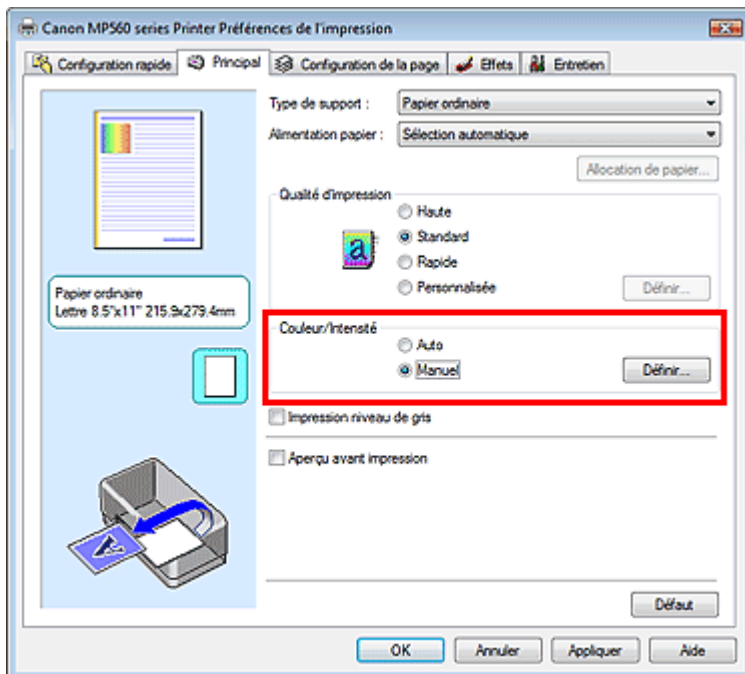 Canon MP560 series Printer Préférences de l'impression
Configuration rapide Principal Configuration de la page Effets Entretien
Type de support : Papier ordinaire
Alimentation papier : Sélection automatique
Allocation de papier...
Qualité d'impression
Haute
a Standard
Rapide
Personnalisée Définir...
Papier ordinaire
Lettre 8.5"x11" 215.9x279.4mm
Couleur/Intensité
Auto
Manuel Définir...
Impression niveau de gris
Aperçu avant impression
A
Défaut
OK Annuler Appliquer Aide